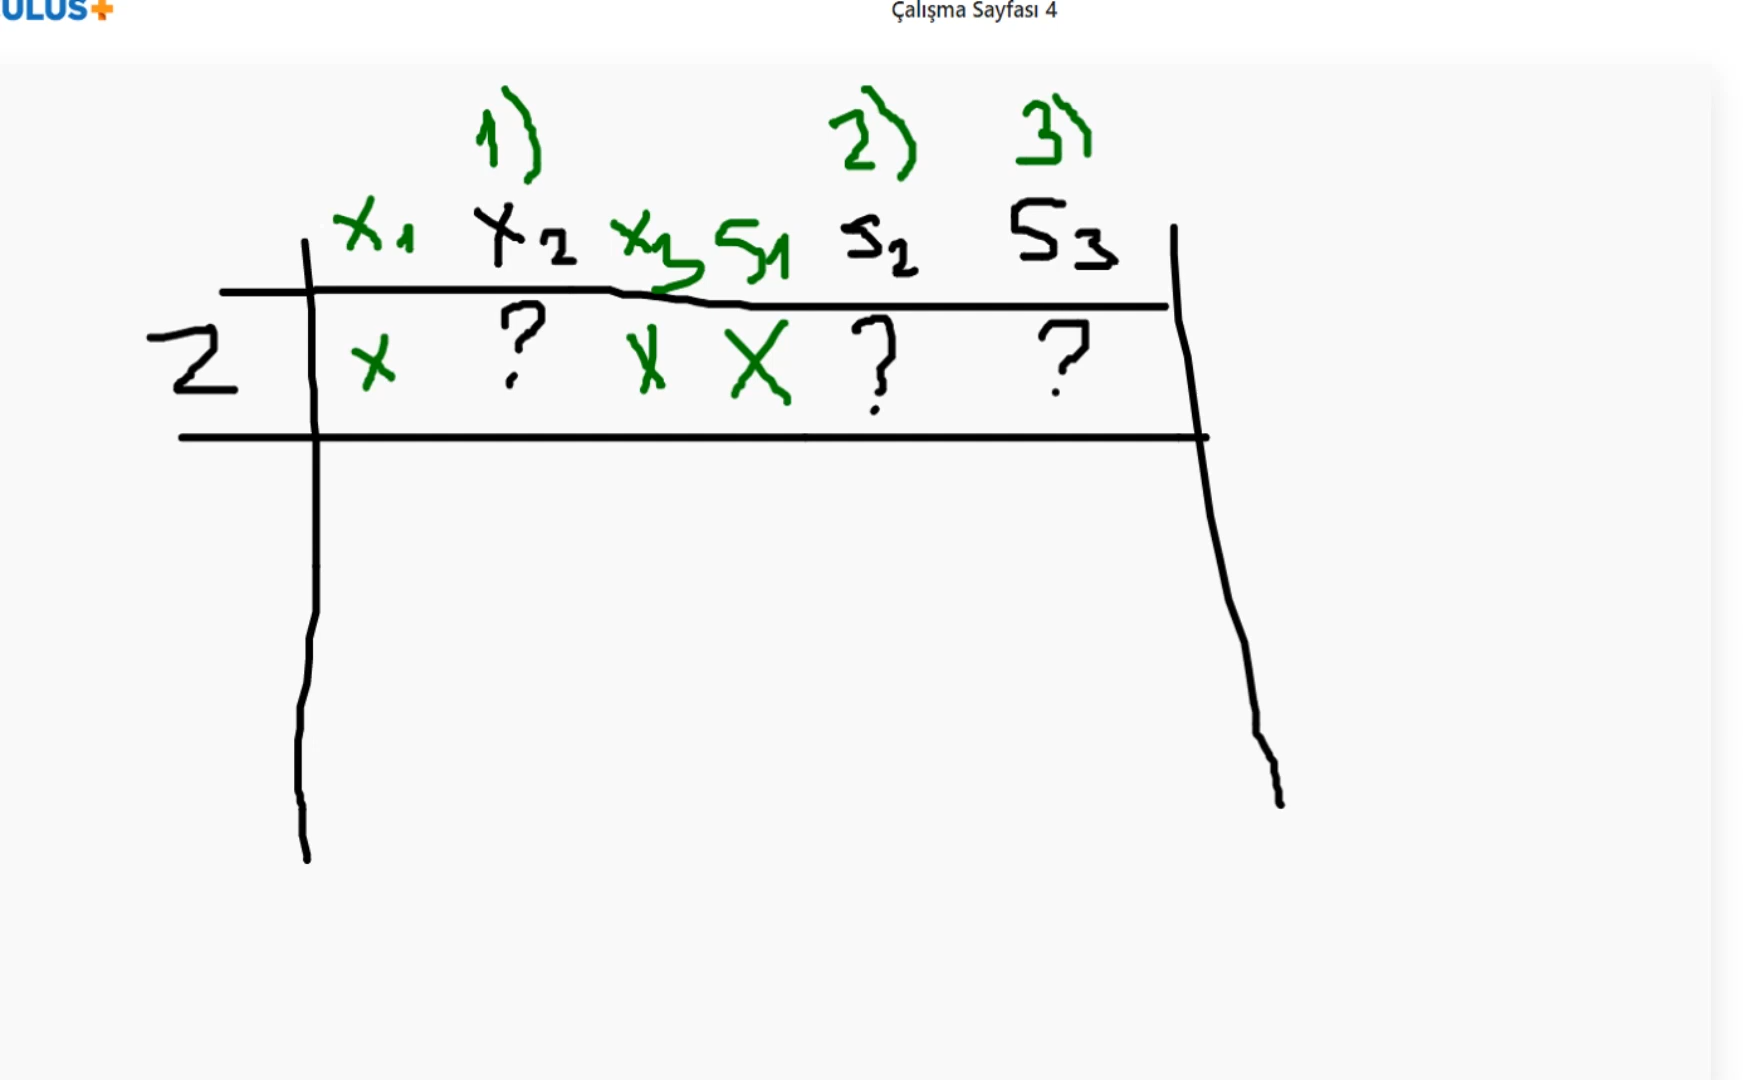 ULUS+
Çalışma Sayfası 4
1) 2) 3)
x1 x2 x3 S1 S2 S3
Z x ? x x ? ?